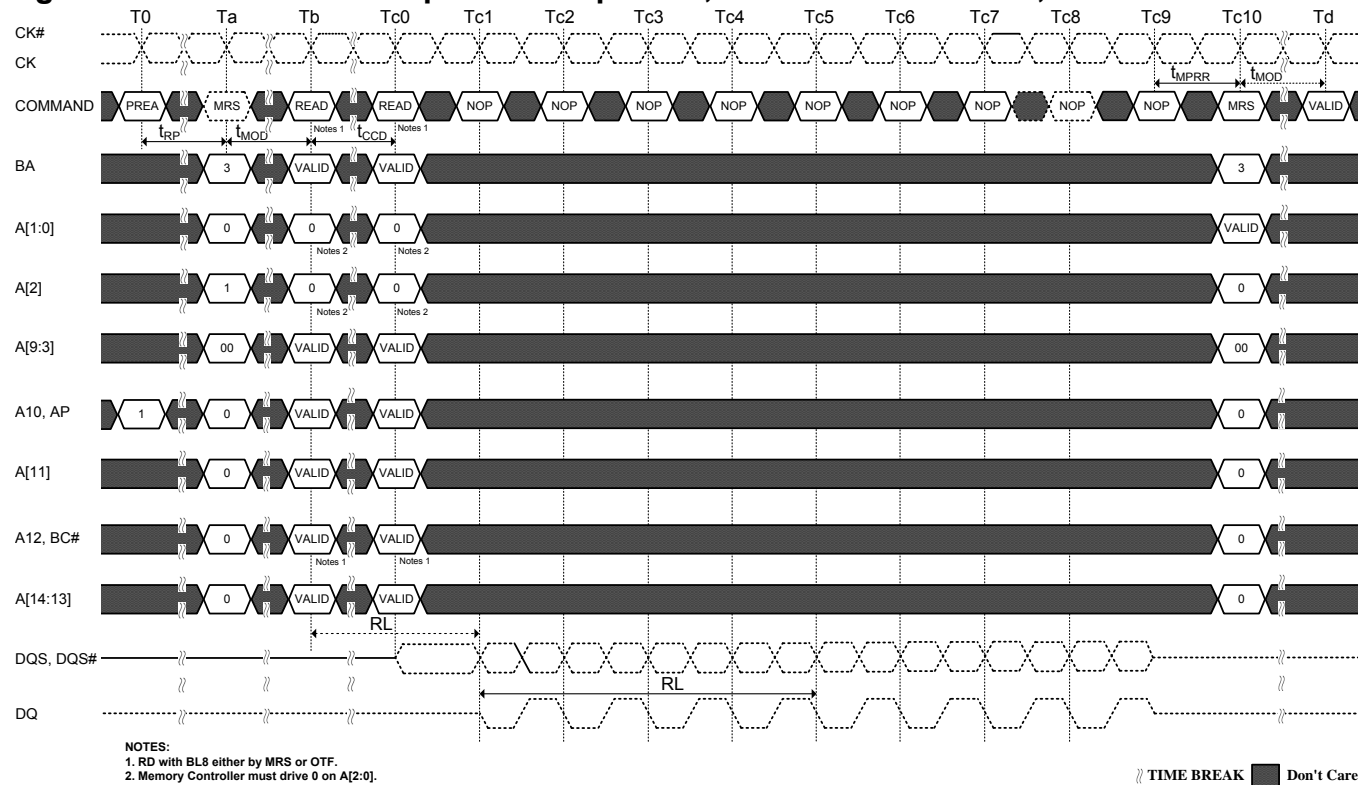 T0 Ta Tb Tc0 Tc1 Tc2 Tc3 Tc4 Tc5 Tc6 Tc7 Tc8 Tc9 Tc10 Td
CK#
CK
tMPRR tMOD
COMMAND PREA MRS READ READ NOP NOP NOP NOP NOP NOP NOP NOP NOP MRS VALID
Notes 1 Notes 1
tRP tMOD tCCD
BA 3 VALID VALID 3
A[1:0] 0 0 0 VALID
Notes 2 Notes 2
A[2] 1 0 0 0
Notes 2 Notes 2
A[9:3] 00 VALID VALID 00
A10, AP 1 0 VALID VALID 0
A[11] 0 VALID VALID 0
A12, BC# 0 VALID VALID 0
Notes 1 Notes 1
A[14:13] 0 VALID VALID 0
RL
DQS, DQS#
RL
DQ
NOTES:
1. RD with BL8 either by MRS or OTF.
2. Memory Controller must drive 0 on A[2:0].
TIME BREAK Don't Care